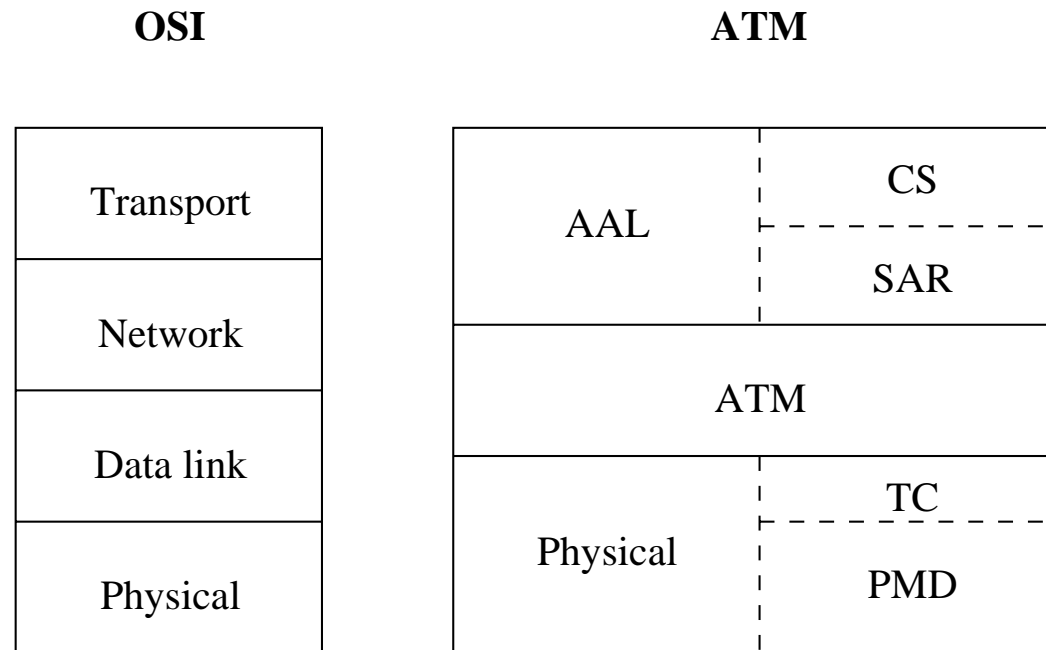 OSI
ATM
Transport
Network
Data link
Physical
AAL
CS
SAR
ATM
Physical
TC
PMD